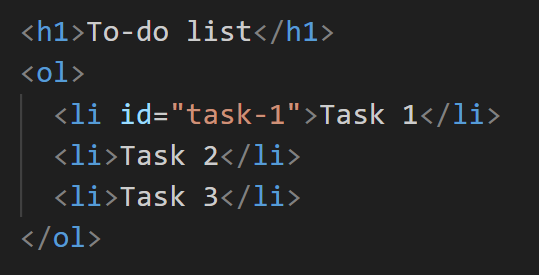 <h1>To-do list</h1>
<ol>
<li id="task-1">Task 1</li>
<li>Task 2</li>
<li>Task 3</li>
</ol>